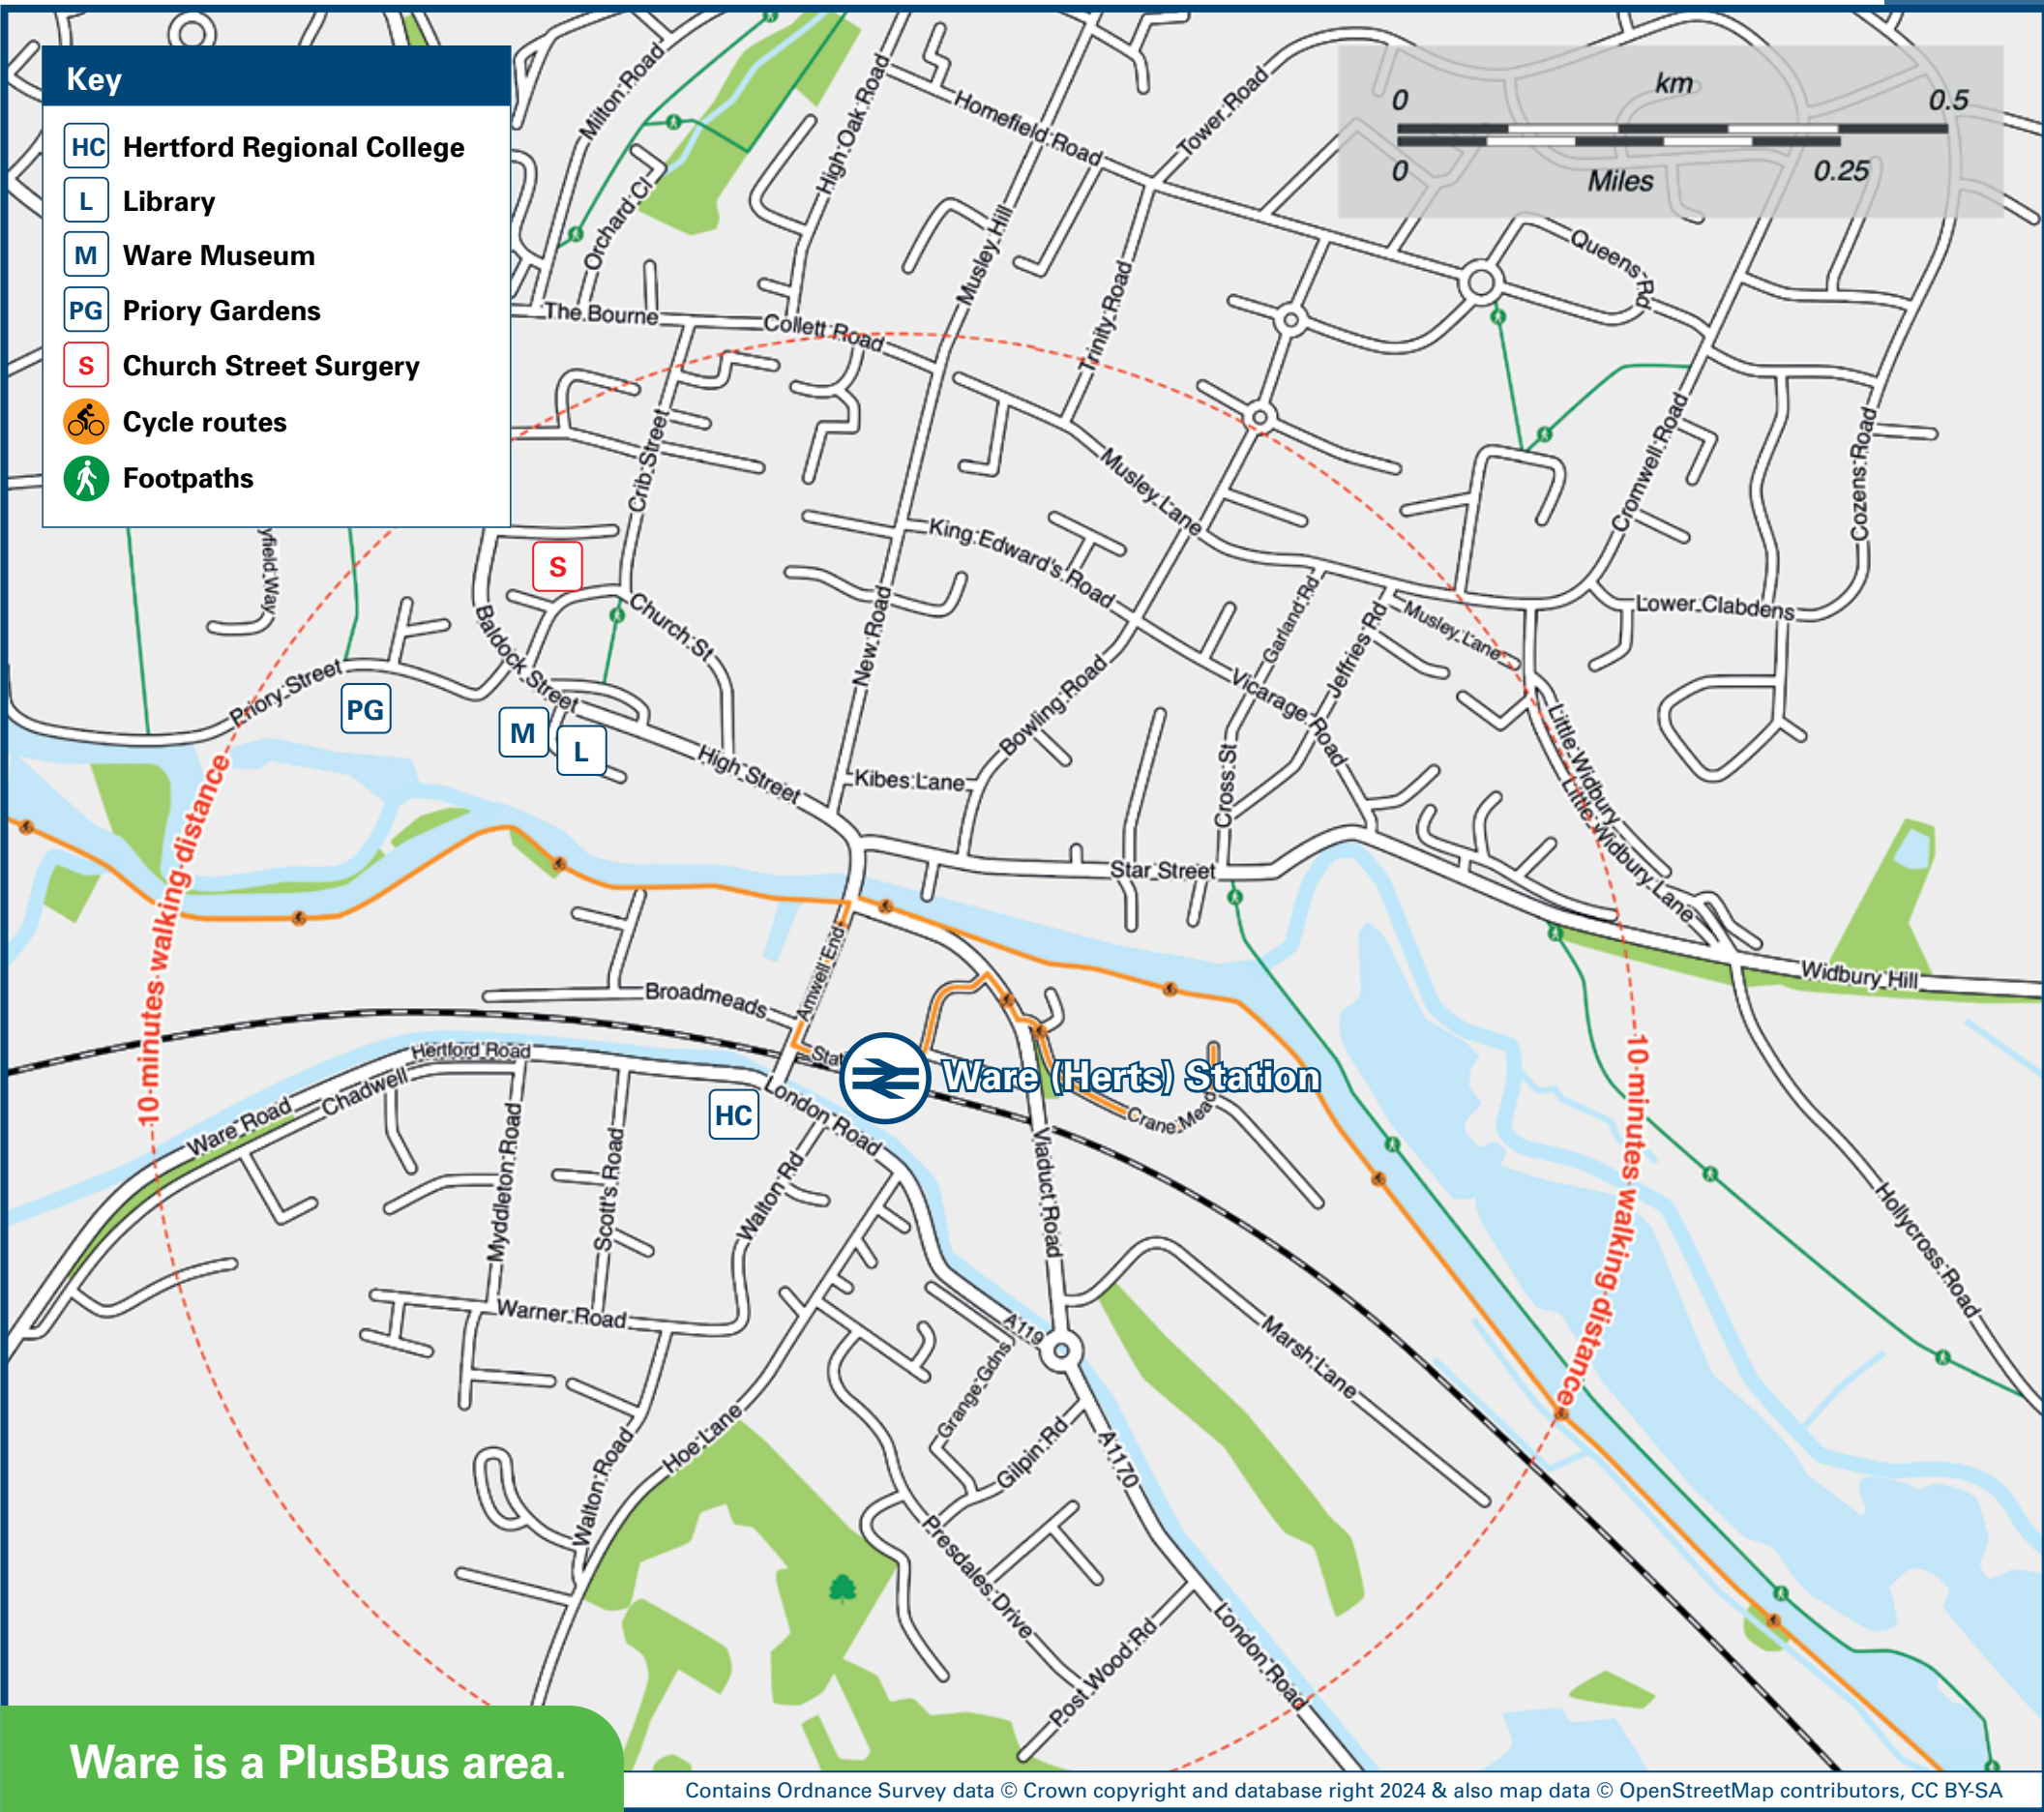 Key
HC Hertford Regional College
L Library
M Ware Museum
PG Priory Gardens
S Church Street Surgery
Cycle routes
Footpaths
km
0 0.5
0 Miles 0.25
Milton Road
High Oak Road
Homefield Road
Tower Road
Orchard Cl
Musley Hill
Queens Rd
The Bourne
Collett Road
Trinity Road
Crib Street
Musley Lane
Cromwell Road
Cozens Road
King Edward's Road
S
Baldock Street
Church St
New Road
Garland Rd
Jeffries Rd
Musley Lane
Lower Clabdens
Priory Street
PG
M
L
High Street
Kibes Lane
Bowling Road
Vicarage Road
Cross St
Little Widbury
Little Widbury Lane
Star Street
Widbury Hill
10 minutes walking distance
Amwell End
Broadmeads
Ware (Herts) Station
Hertford Road
Chadwell
Ware Road
HC
London Road
Viaduct Road
10 minutes walking distance
Myddleton Road
Scott's Road
Walton Rd
Hollycross Road
Warner Road
A119
Grange Gdns
Marsh Lane
Hoe Lane
Walton Road
Gilpin Rd
A1170
Presdales Drive
Post Wood Rd
London Road
Ware is a PlusBus area.
Contains Ordnance Survey data © Crown copyright and database right 2024 & also map data © OpenStreetMap contributors, CC BY-SA